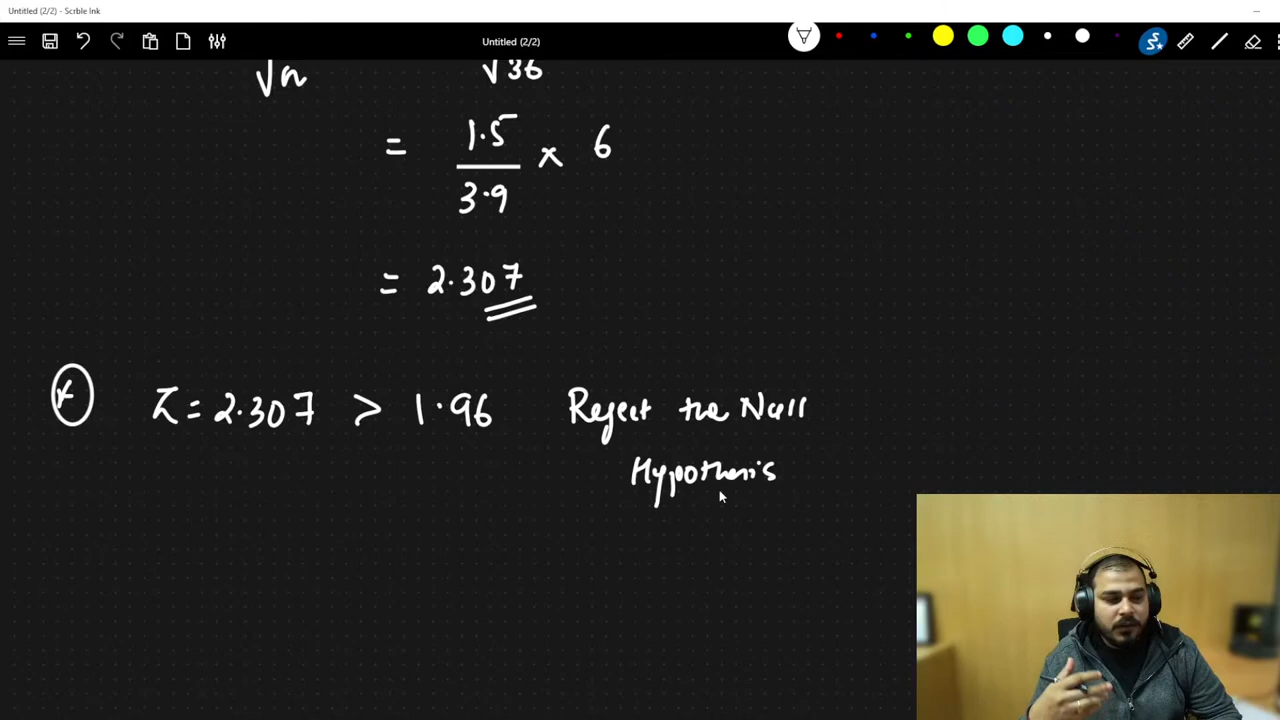 Untitled (2/2) - Scrble Ink
Untitled (2/2)
√n √36
= 1.5 / 3.9 × 6
= 2.307
Z = 2.307 > 1.96 Reject the Null
Hypothesis